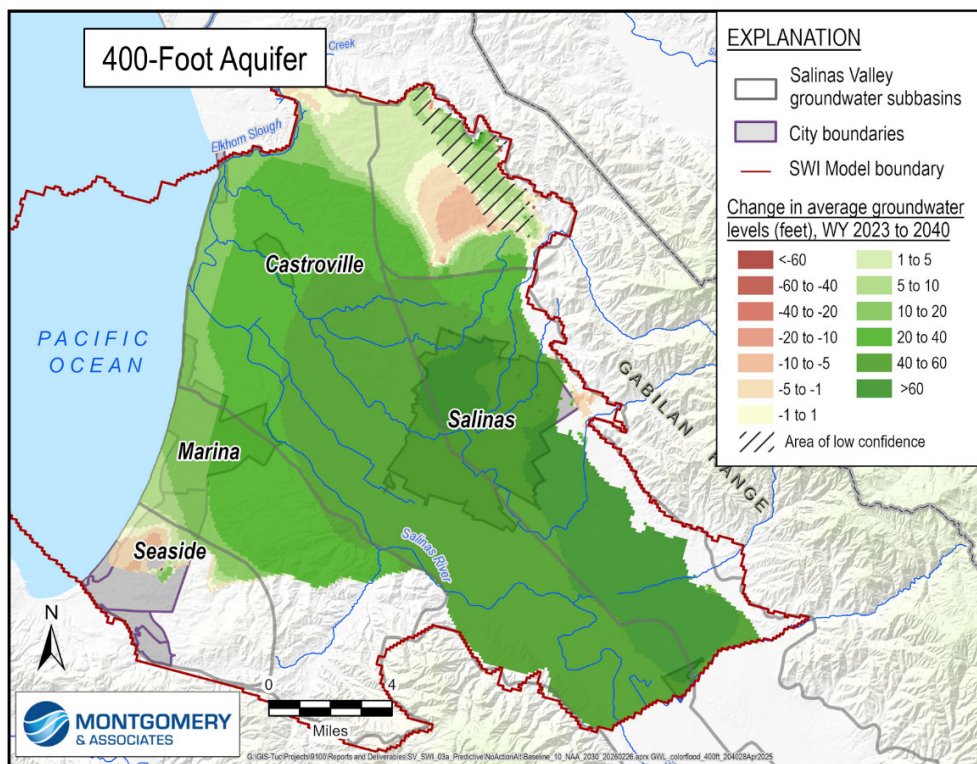 400-Foot Aquifer
Creek
Elkhorn Slough
Castroville
PACIFIC
OCEAN
Salinas
Marina
Seaside
Salinas River
GABILAN
RANGE
N
0 4
Miles
MONTGOMERY
& ASSOCIATES
EXPLANATION
Salinas Valley
groundwater subbasins
City boundaries
SWI Model boundary
Change in average groundwater
levels (feet), WY 2023 to 2040
<-60
-60 to -40
-40 to -20
-20 to -10
-10 to -5
-5 to -1
-1 to 1
1 to 5
5 to 10
10 to 20
20 to 40
40 to 60
>60
Area of low confidence